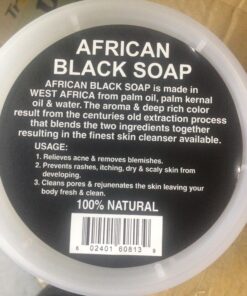 AFRICAN
BLACK SOAP
AFRICAN BLACK SOAP is made in
WEST AFRICA from palm oil, palm kernal
oil & water. The aroma & deep rich color
result from the centuries old extraction process
that blends the two ingredients together
resulting in the finest skin cleanser available.
USAGE:
1. Relieves acne & removes blemishes.
2. Prevents rashes, itching, dry & scaly skin from
developing.
3. Cleans pores & rejunenates the skin leaving your
body fresh & clean.
100% NATURAL
6 02401 60813 9